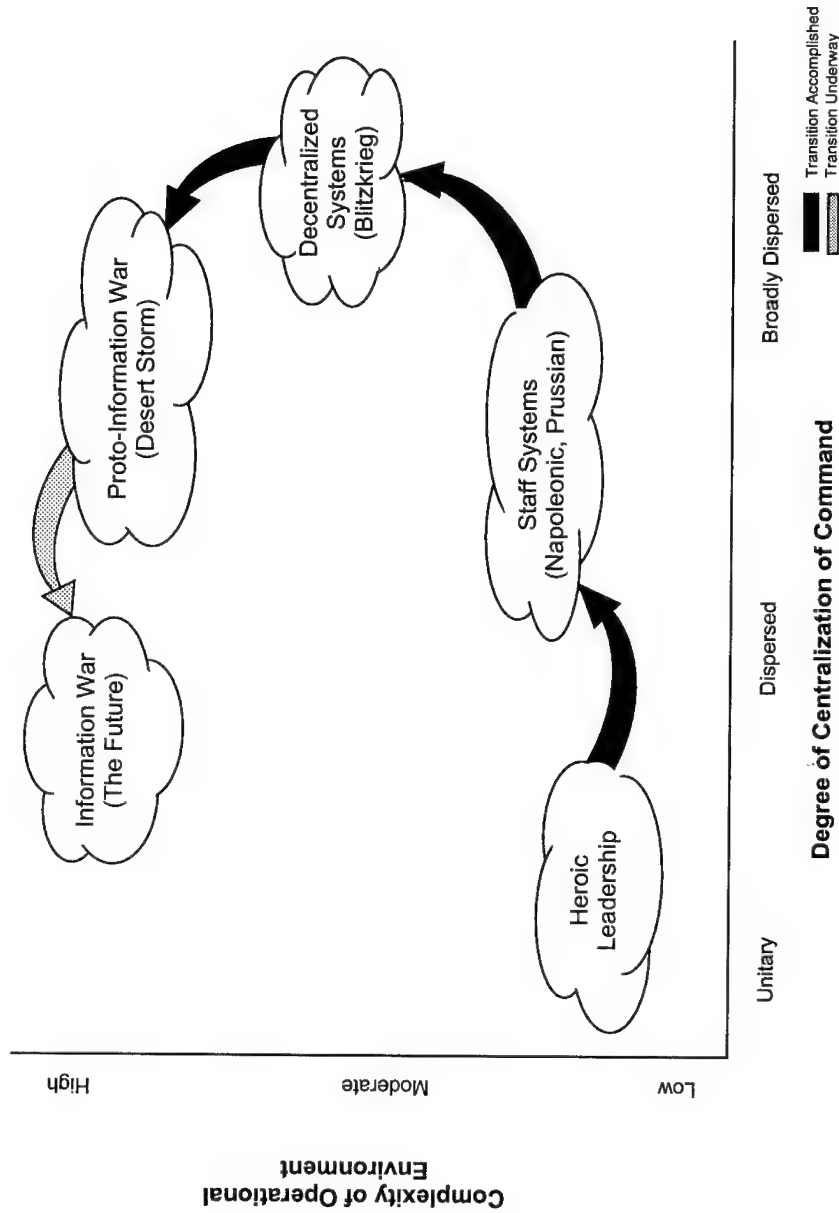 Complexity of Operational
Environment
High
Moderate
Low
Information War
(The Future)
Proto-Information War
(Desert Storm)
Decentralized
Systems
(Blitzkrieg)
Staff Systems
(Napoleonic, Prussian)
Heroic
Leadership
Unitary
Dispersed
Broadly Dispersed
Degree of Centralization of Command
Transition Accomplished
Transition Underway